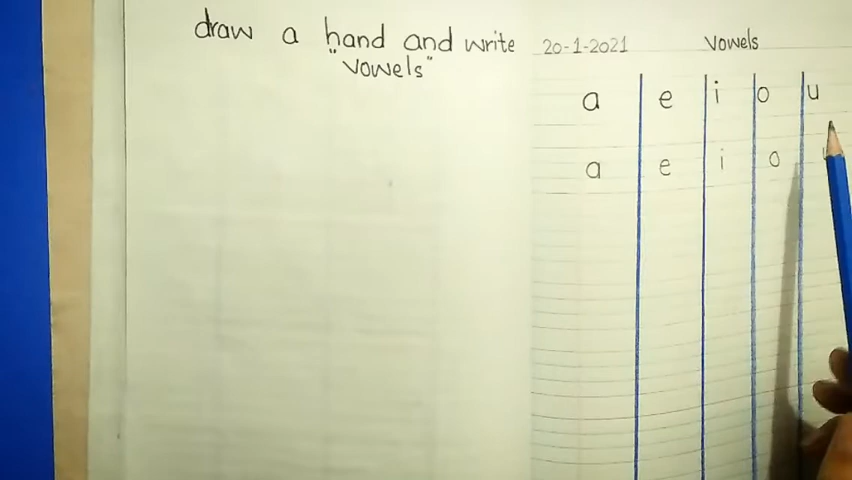 draw a hand and write
"vowels"
20-1-2021 Vowels
a e i o u
a e i o